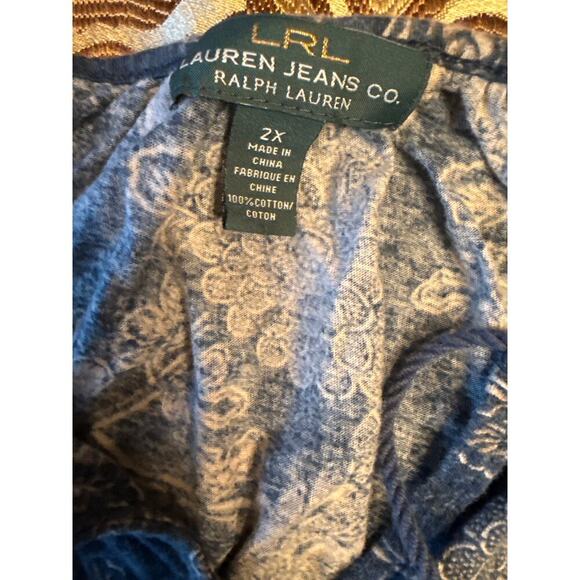 LRL
LAUREN JEANS CO.
RALPH LAUREN
2X
MADE IN
CHINA
FABRIQUE EN
CHINE
100%COTTON/
COTON